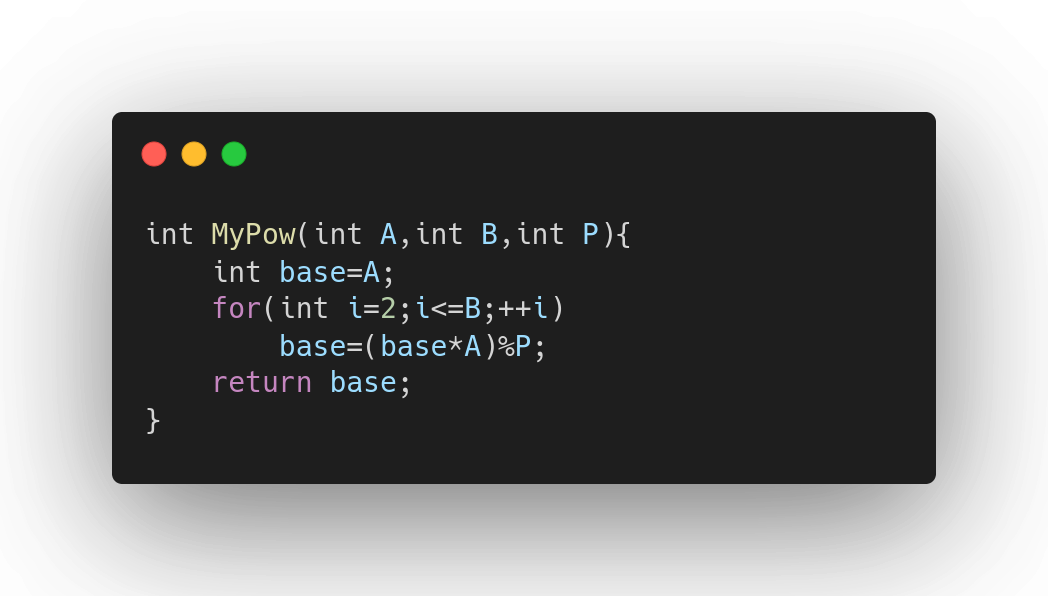 int MyPow(int A,int B,int P){
    int base=A;
    for(int i=2;i<=B;++i)
        base=(base*A)%P;
    return base;
}